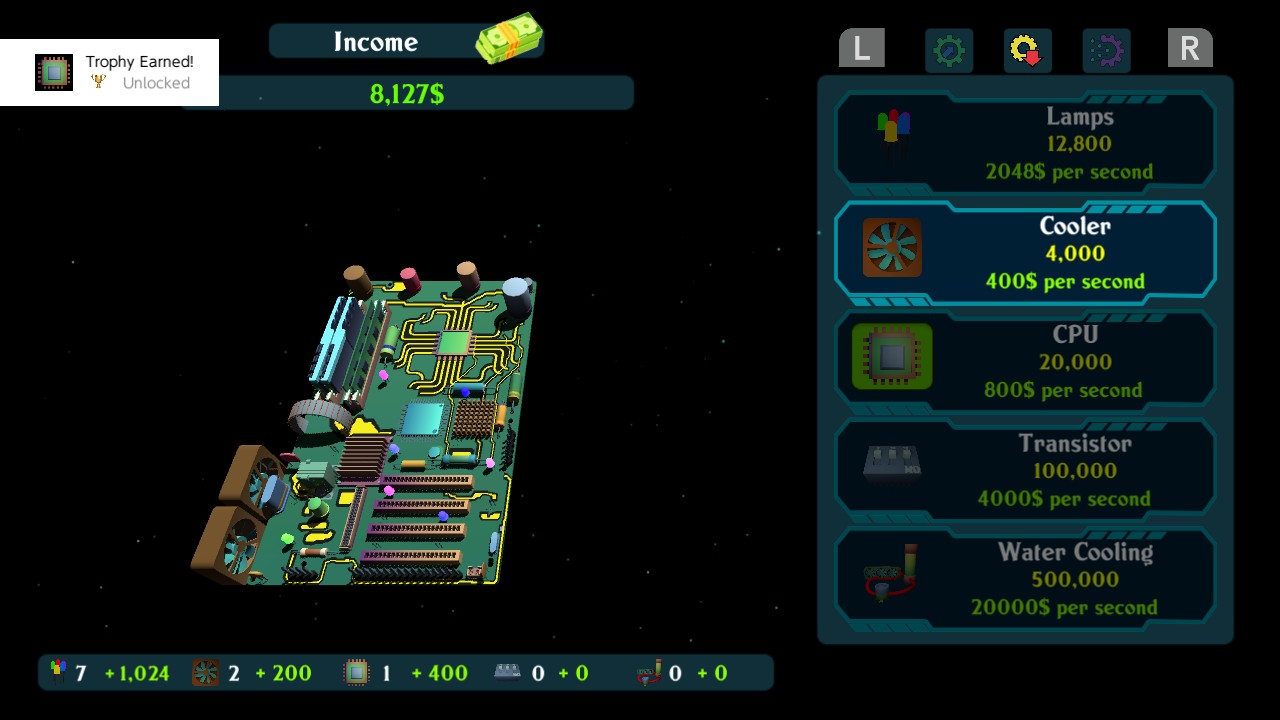 Trophy Earned!
Unlocked
Income
8,127$
L
R
Lamps
12,800
2048$ per second
Cooler
4,000
400$ per second
CPU
20,000
800$ per second
Transistor
100,000
4000$ per second
Water Cooling
500,000
20000$ per second
7 +1,024 2 + 200 1 + 400 0 + 0 0 + 0